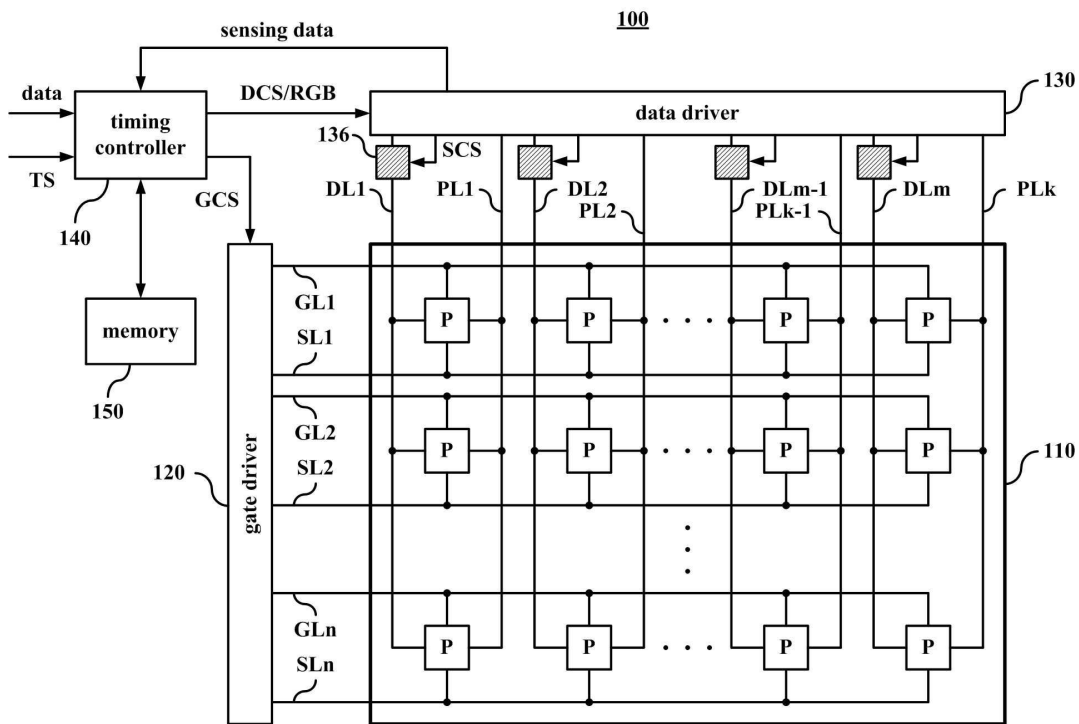 100
sensing data
data
DCS/RGB
130
timing
controller
data driver
136
SCS
TS
GCS
DL1
PL1
DL2
PL2
DLm-1
PLk-1
DLm
PLk
140
memory
150
120
gate driver
110
GL1
P P . . . P P
SL1
GL2
P P . . . P P
SL2
.
.
.
GLn
P P . . . P P
SLn